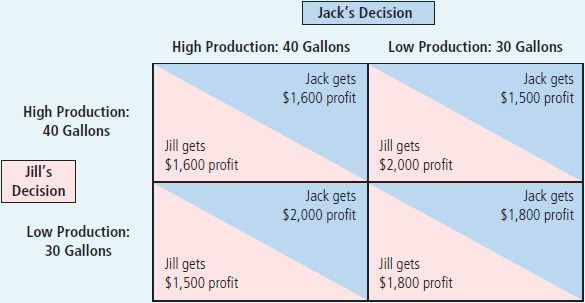 Jack's Decision
High Production: 40 Gallons
Low Production: 30 Gallons
High Production:
40 Gallons
Jack gets
$1,600 profit
Jill gets
$1,600 profit
Jack gets
$1,500 profit
Jill gets
$2,000 profit
Jill's
Decision
Low Production:
30 Gallons
Jack gets
$2,000 profit
Jill gets
$1,500 profit
Jack gets
$1,800 profit
Jill gets
$1,800 profit